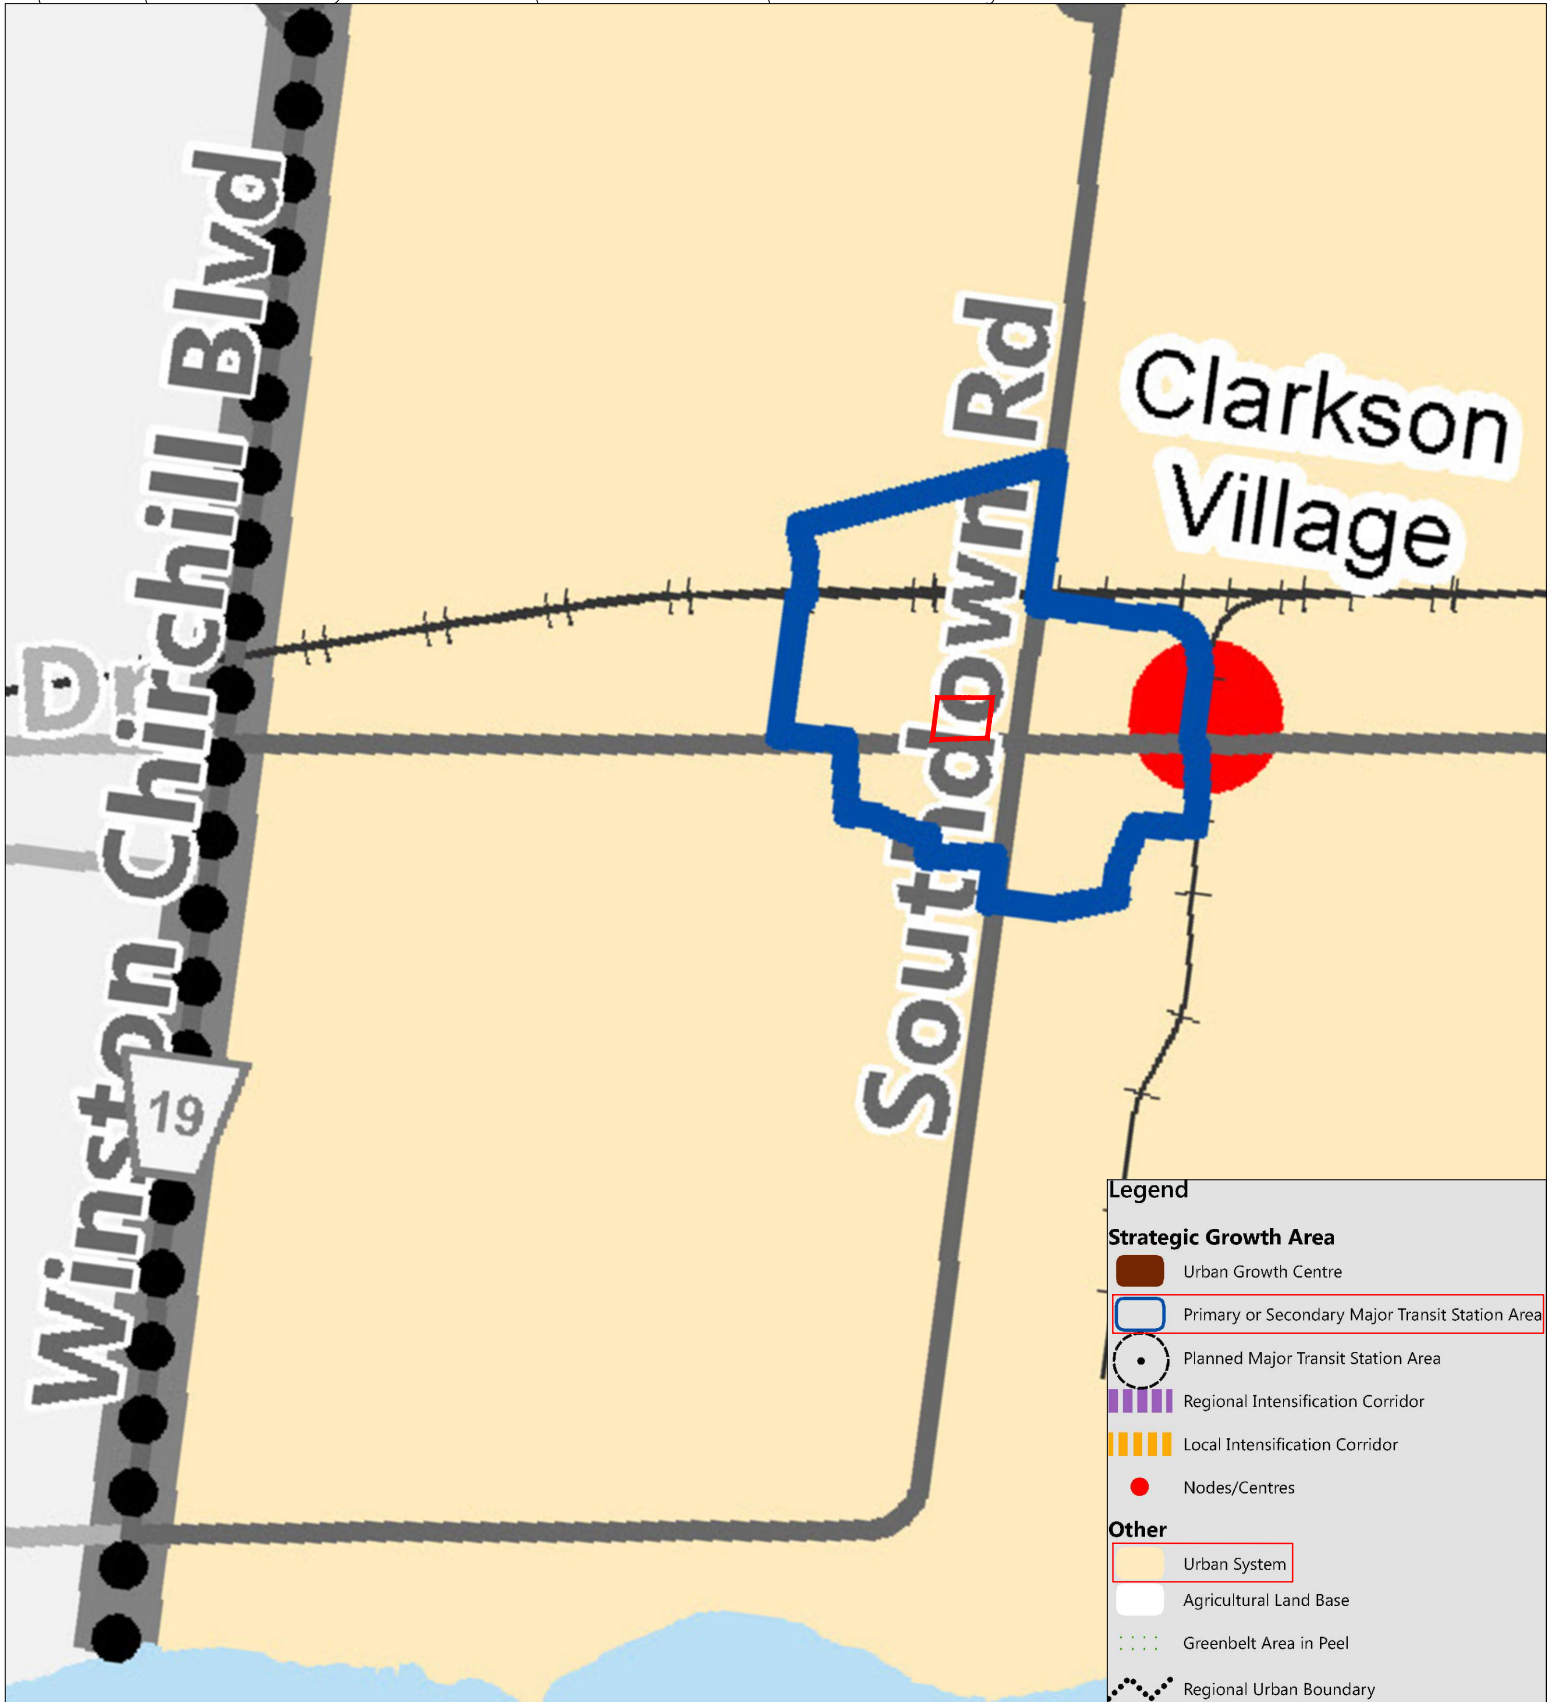 Winston Churchill Blvd
Dr
19
Southdown Rd
Clarkson
Village
Legend
Strategic Growth Area
Urban Growth Centre
Primary or Secondary Major Transit Station Area
Planned Major Transit Station Area
Regional Intensification Corridor
Local Intensification Corridor
Nodes/Centres
Other
Urban System
Agricultural Land Base
Greenbelt Area in Peel
Regional Urban Boundary